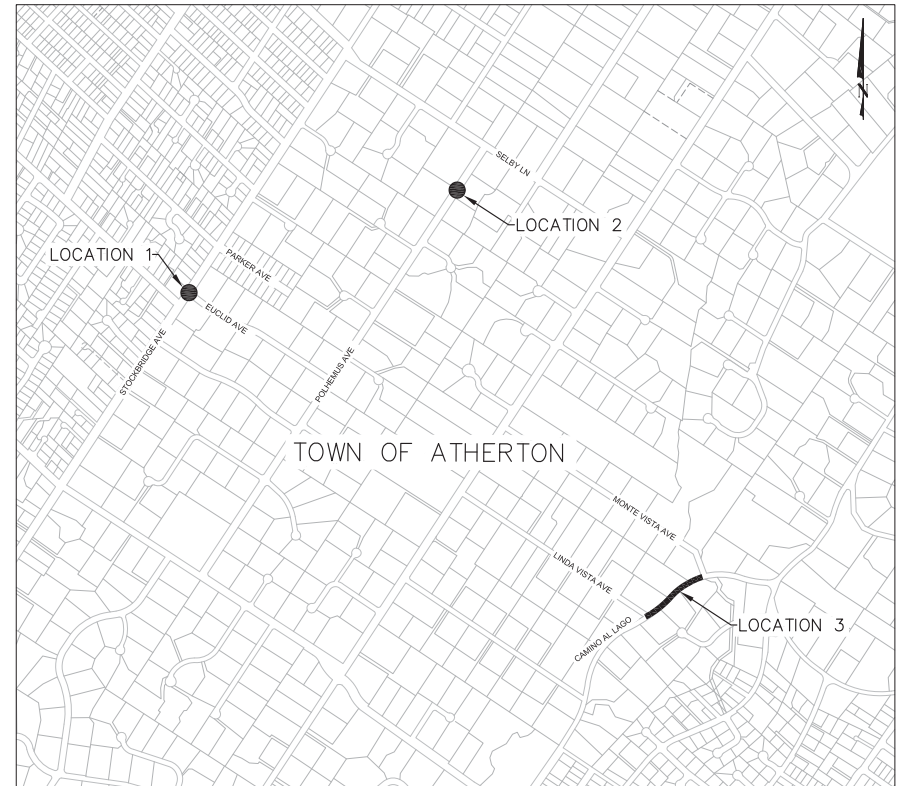 N
SELBY LN
LOCATION 2
LOCATION 1
PARKER AVE
EUCLID AVE
STOCKBRIDGE AVE
POLHEMUS AVE
TOWN OF ATHERTON
MONTE VISTA AVE
LINDA VISTA AVE
LOCATION 3
CAMINO AL LAGO